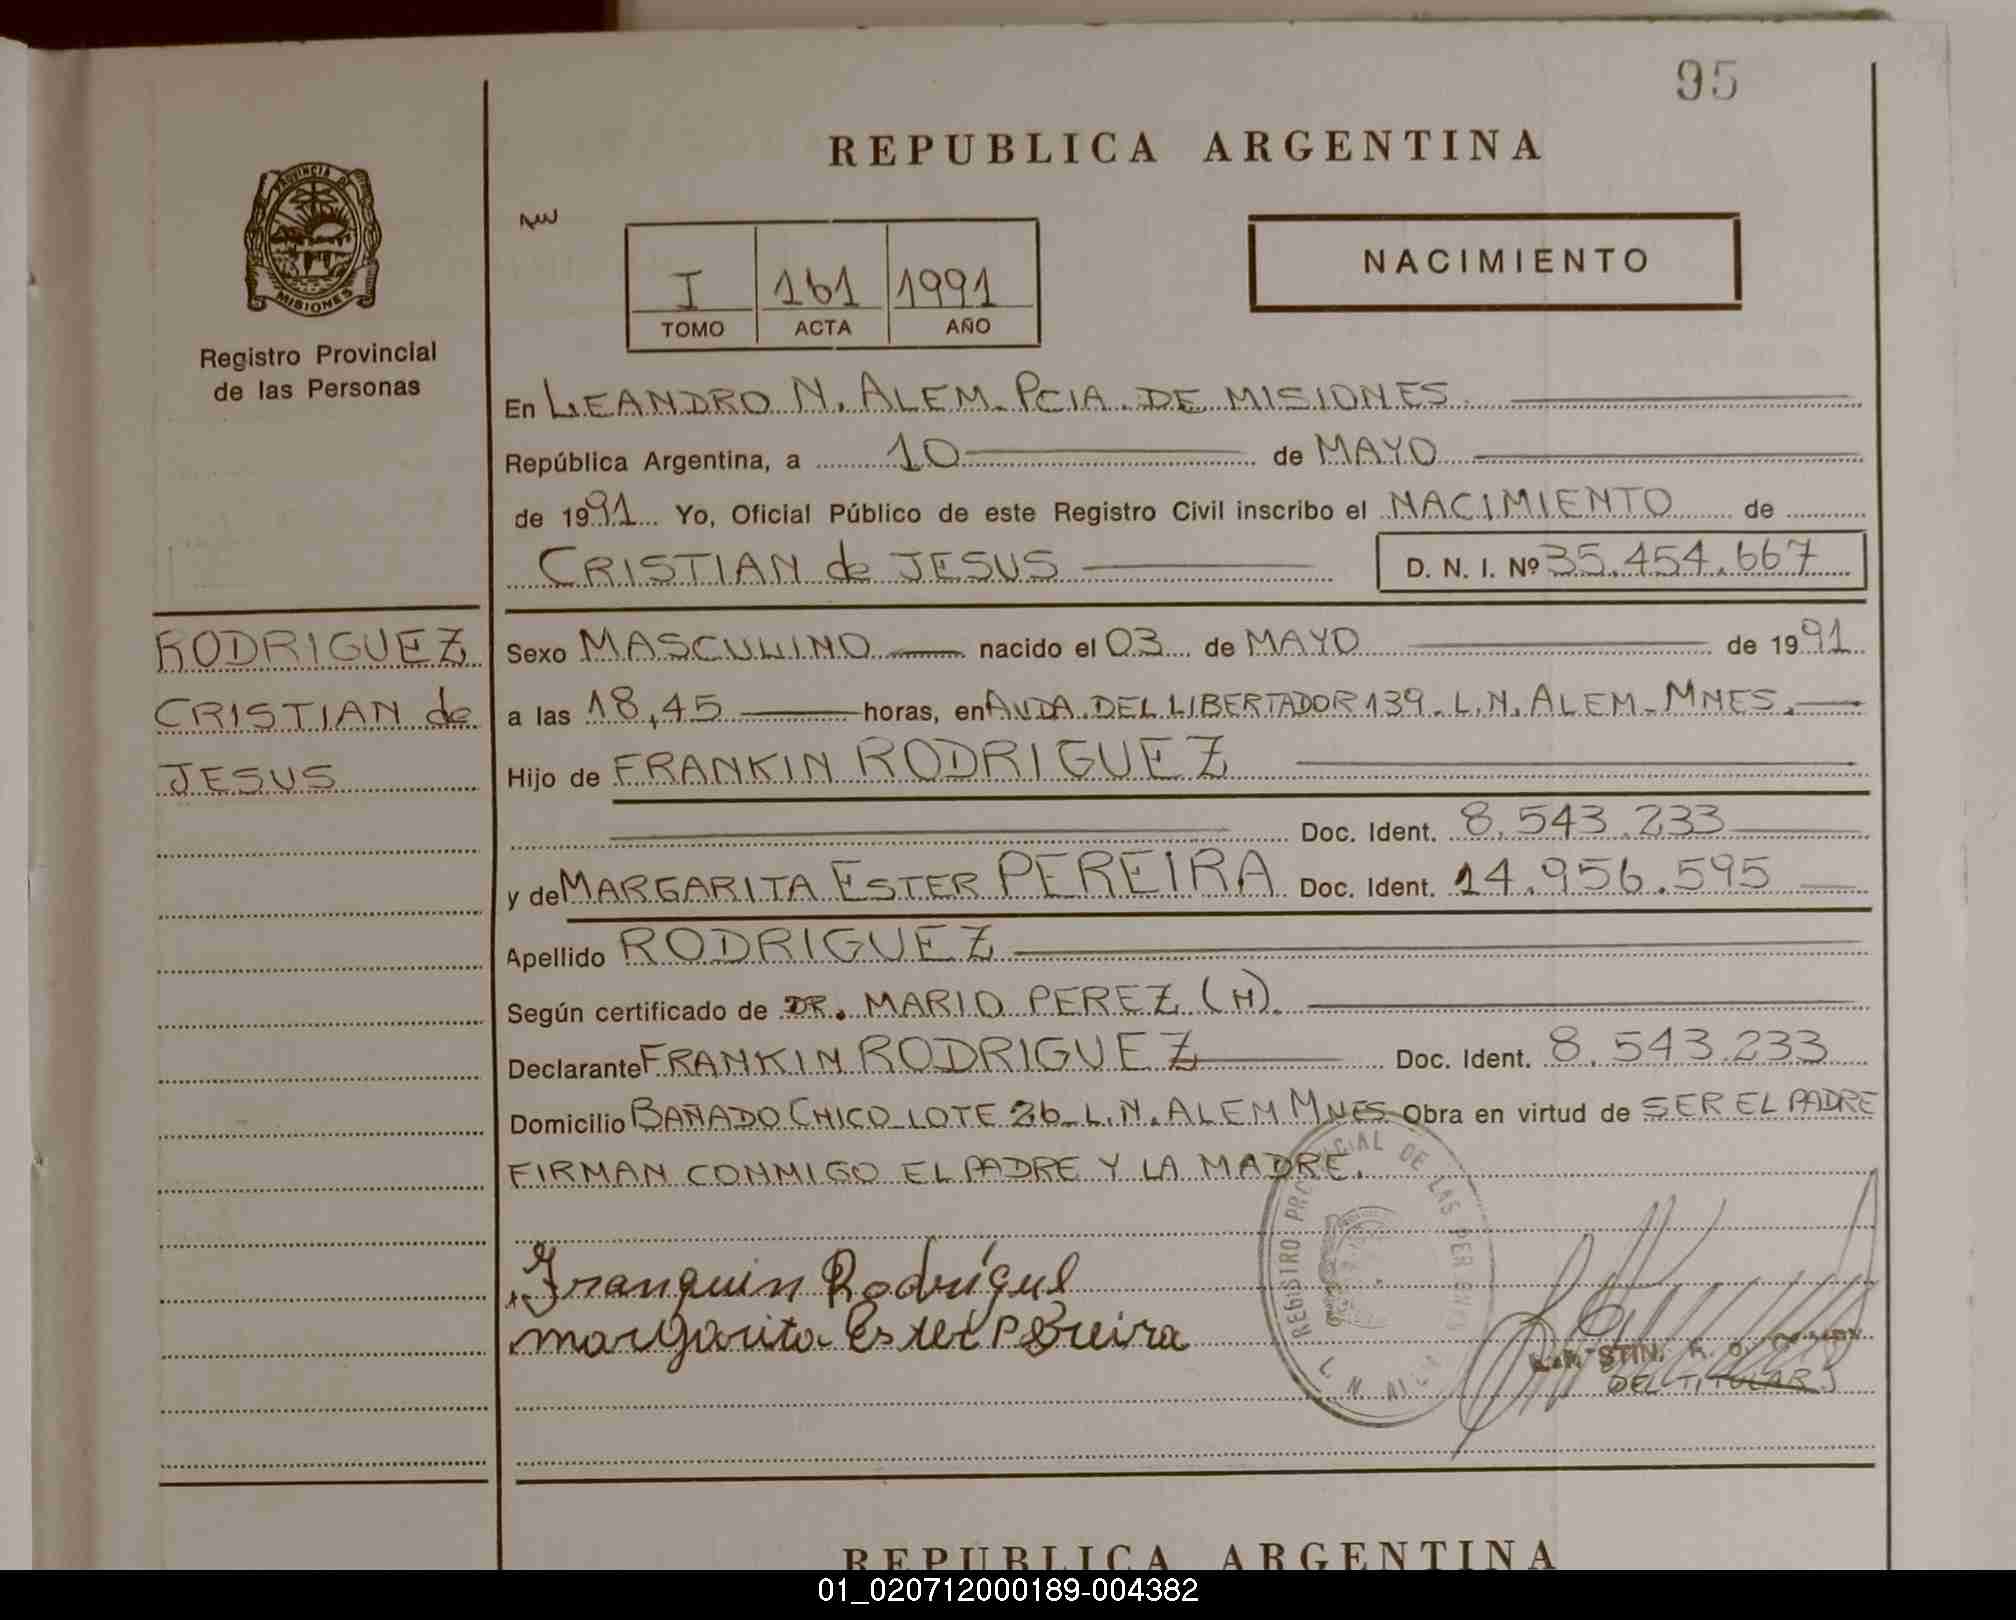 95
REPUBLICA ARGENTINA
PROVINCIA DE
MISIONES
Registro Provincial
de las Personas
NACIMIENTO
I 161 1991
TOMO ACTA AÑO
En LEANDRO N. ALEM. PCIA. DE MISIONES.
República Argentina, a 10 de MAYO
de 1991 Yo, Oficial Público de este Registro Civil inscribo el NACIMIENTO de
CRISTIAN de JESUS D. N. I. Nº 35.454.667
RODRIGUEZ
CRISTIAN de
JESUS
Sexo MASCULINO nacido el 03 de MAYO de 1991
a las 18,45 horas, en AVDA. DEL LIBERTADOR 139. L.N. ALEM. MNES.
Hijo de FRANKIN RODRIGUEZ
Doc. Ident. 8.543.233
y de MARGARITA ESTER PEREIRA Doc. Ident. 14.956.595
Apellido RODRIGUEZ
Según certificado de DR. MARIO PEREZ (H).
Declarante FRANKIN RODRIGUEZ Doc. Ident. 8.543.233
Domicilio BAÑADO CHICO LOTE 26 L.N. ALEM MNES Obra en virtud de SER EL PADRE
FIRMAN CONMIGO EL PADRE Y LA MADRE.
REGISTRO PROVINCIAL DE LAS PERSONAS
L. N. ALEM
Franquin Rodríguez
margarita Ester Pereira
DEL TITULAR
REPUBLICA ARGENTINA
01_020712000189-004382